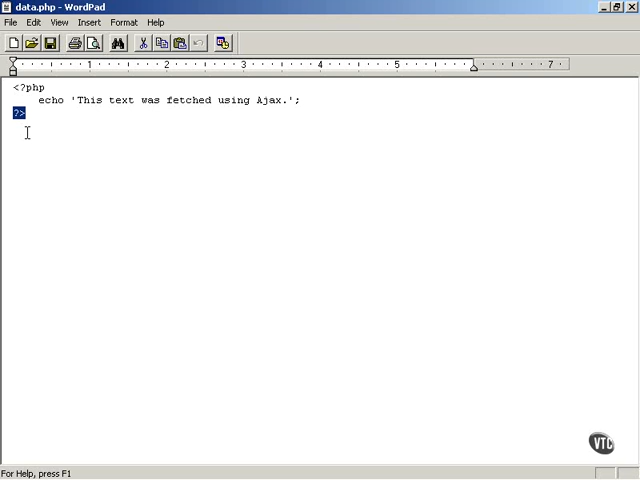 data.php - WordPad
File Edit View Insert Format Help
1 2 3 4 5 7
<?php
echo 'This text was fetched using Ajax.';
?>
VTC
For Help, press F1